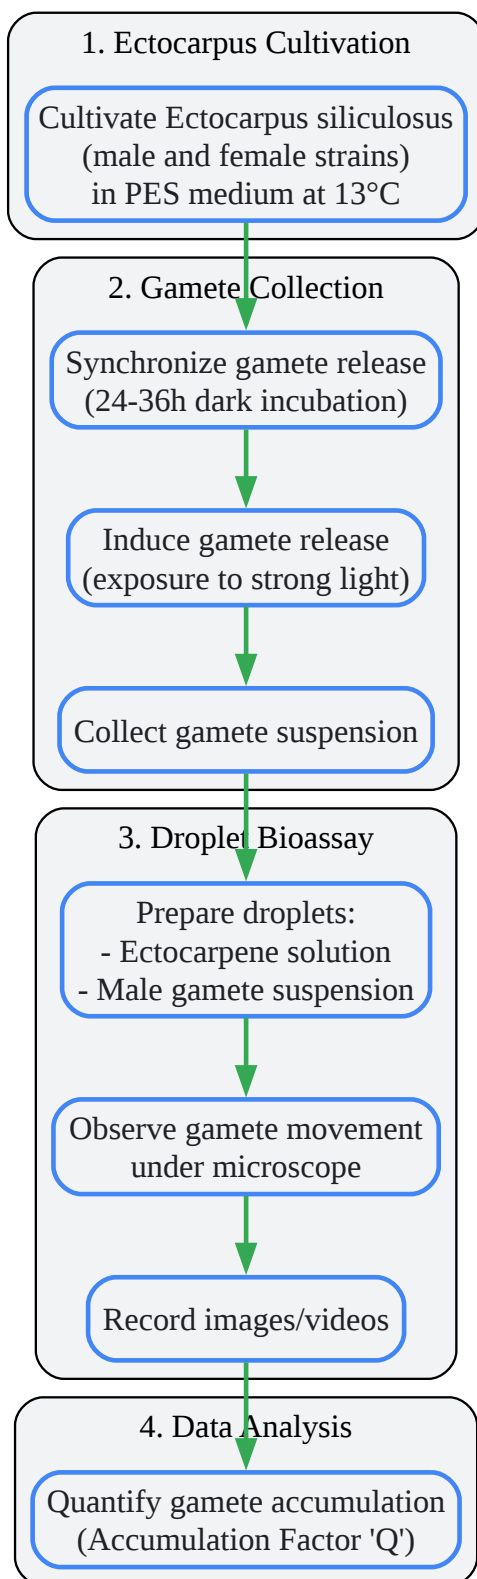 1. Ectocarpus Cultivation
Cultivate Ectocarpus siliculosus
(male and female strains)
in PES medium at 13°C
2. Gamete Collection
Synchronize gamete release
(24-36h dark incubation)
Induce gamete release
(exposure to strong light)
Collect gamete suspension
3. Droplet Bioassay
Prepare droplets:
- Ectocarpene solution
- Male gamete suspension
Observe gamete movement
under microscope
Record images/videos
4. Data Analysis
Quantify gamete accumulation
(Accumulation Factor 'Q')